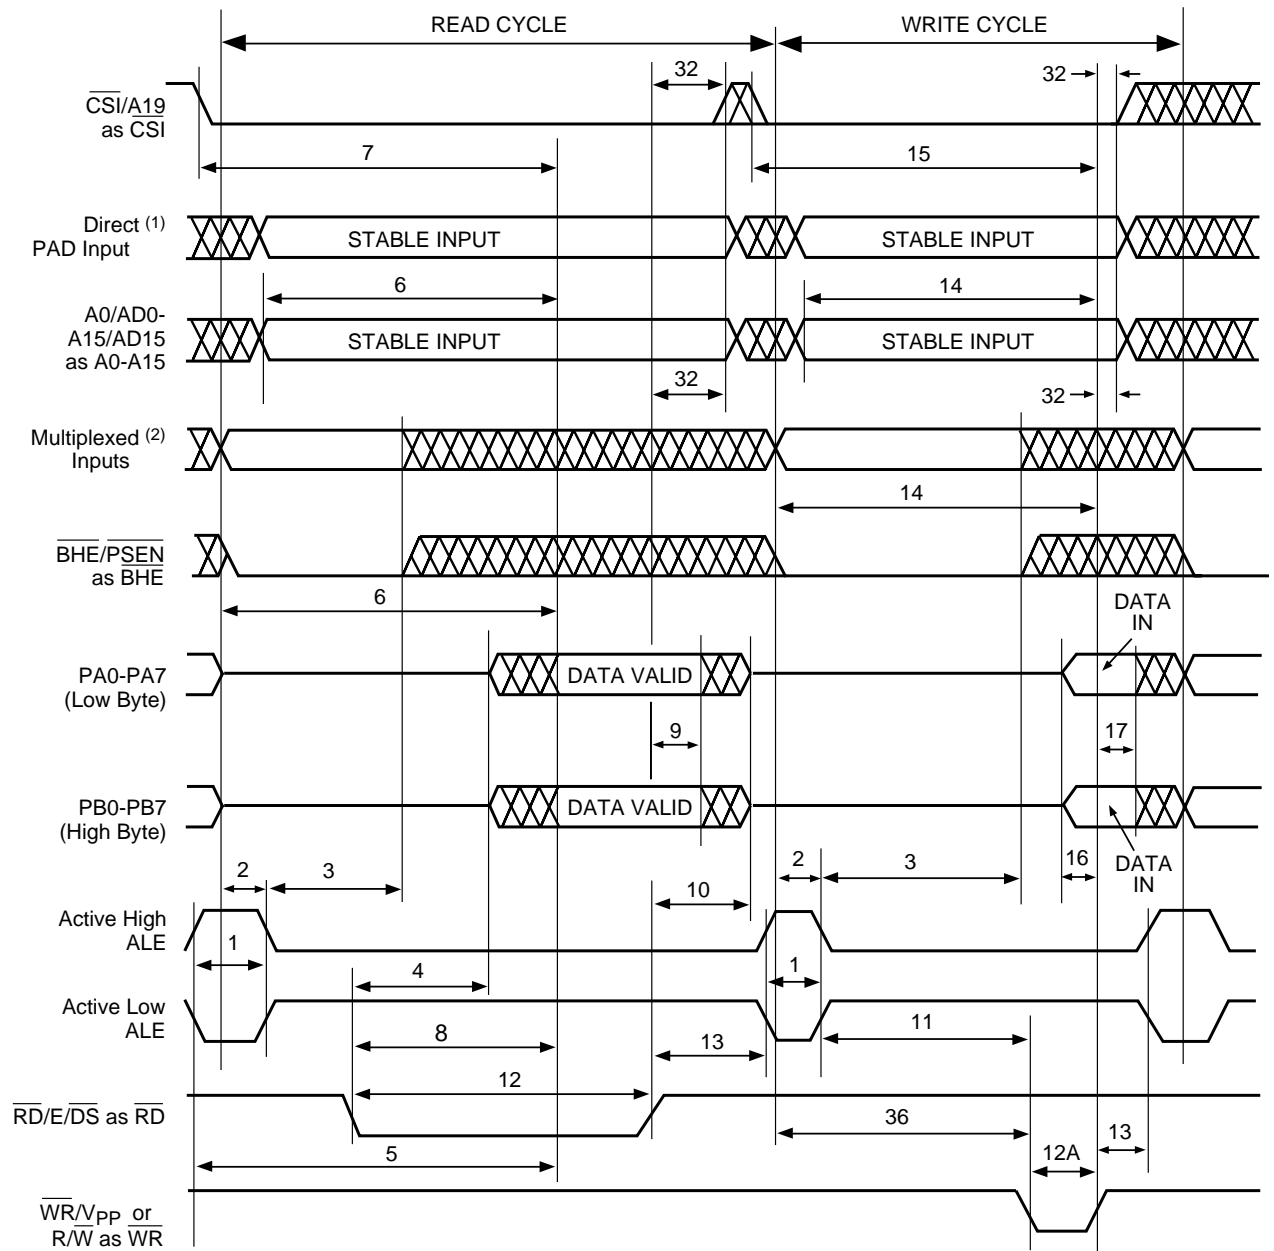 READ CYCLE
WRITE CYCLE
32
32
CSI/A19
as CSI
7
15
Direct (1)
PAD Input
STABLE INPUT
STABLE INPUT
6
14
A0/AD0-
A15/AD15
as A0-A15
STABLE INPUT
STABLE INPUT
32
32
Multiplexed (2)
Inputs
14
BHE/PSEN
as BHE
6
DATA
IN
PA0-PA7
(Low Byte)
DATA VALID
9
17
PB0-PB7
(High Byte)
DATA VALID
DATA
IN
2
3
2
3
16
10
Active High
ALE
1
1
4
Active Low
ALE
8
11
13
12
RD/E/DS as RD
36
13
5
12A
WR/VPP or
R/W as WR